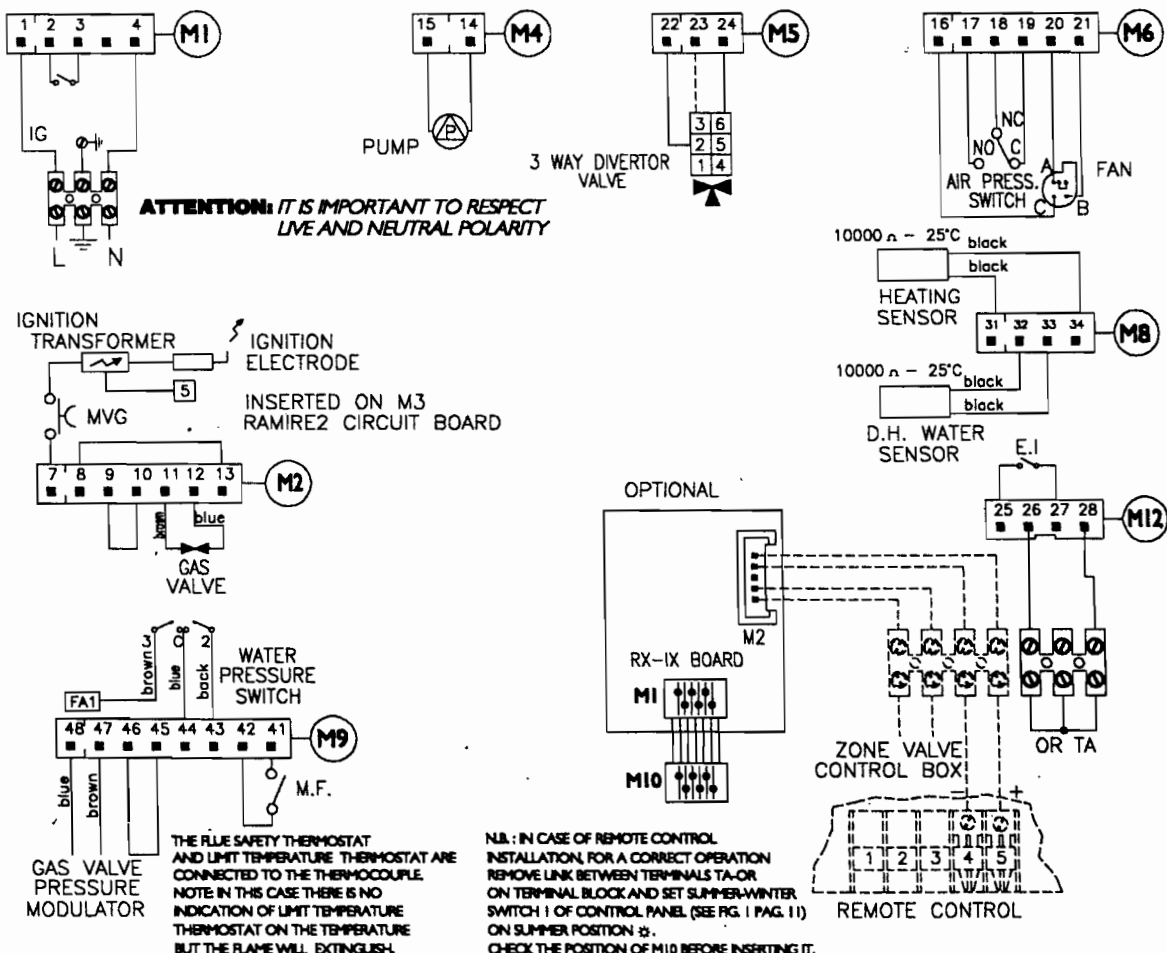 1 2 3 4 M1
15 14 M4
22 23 24 M5
16 17 18 19 20 21 M6
IG
PUMP
P
3 6
2 5
1 4
3 WAY DIVERTOR
VALVE
NC
NO C
AIR PRESS.
SWITCH
A
C B
FAN
L N
ATTENTION: IT IS IMPORTANT TO RESPECT
LIVE AND NEUTRAL POLARITY
10000 Ω - 25°C
black
black
HEATING
SENSOR
31 32 33 34 M8
10000 Ω - 25°C
black
black
D.H. WATER
SENSOR
IGNITION
TRANSFORMER
IGNITION
ELECTRODE
5
MVG
INSERTED ON M3
RAMIRE2 CIRCUIT BOARD
7 8 9 10 11 12 13 M2
brown
blue
GAS
VALVE
E.I
25 26 27 28 M12
OPTIONAL
M2
RX-IX BOARD
M1
M10
ZONE VALVE
CONTROL BOX
OR TA
- +
1 2 3 4 5
REMOTE CONTROL
3 C 2
brown
blue
back
WATER
PRESSURE
SWITCH
FA1
48 47 46 45 44 43 42 41 M9
blue
brown
M.F.
GAS VALVE
PRESSURE
MODULATOR
THE FLUE SAFETY THERMOSTAT
AND LIMIT TEMPERATURE THERMOSTAT ARE
CONNECTED TO THE THERMOCOUPLE.
NOTE: IN THIS CASE THERE IS NO
INDICATION OF LIMIT TEMPERATURE
THERMOSTAT ON THE TEMPERATURE
BUT THE FLAME WILL EXTINGUISH.
N.B. : IN CASE OF REMOTE CONTROL
INSTALLATION, FOR A CORRECT OPERATION
REMOVE LINK BETWEEN TERMINALS TA-OR
ON TERMINAL BLOCK AND SET SUMMER-WINTER
SWITCH 1 OF CONTROL PANEL (SEE FIG. 1 PAG. 11)
ON SUMMER POSITION ☼.
CHECK THE POSITION OF M10 BEFORE INSERTING IT.